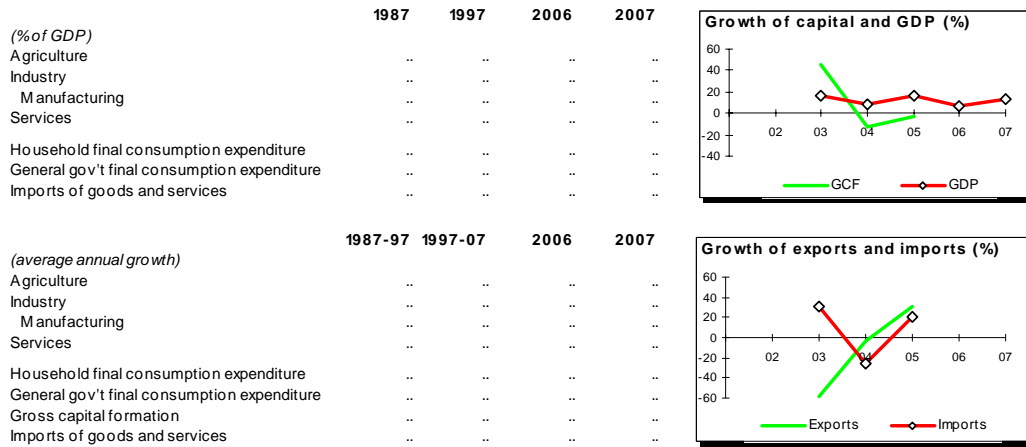 1987 1997 2006 2007
(% of GDP)
Agriculture .. .. .. ..
Industry .. .. .. ..
Manufacturing .. .. .. ..
Services .. .. .. ..
Household final consumption expenditure .. .. .. ..
General gov't final consumption expenditure .. .. .. ..
Imports of goods and services .. .. .. ..
Growth of capital and GDP (%)
60
40
20
0
-20
-40
02 03 04 05 06 07
GCF GDP
1987-97 1997-07 2006 2007
(average annual growth)
Agriculture .. .. .. ..
Industry .. .. .. ..
Manufacturing .. .. .. ..
Services .. .. .. ..
Household final consumption expenditure .. .. .. ..
General gov't final consumption expenditure .. .. .. ..
Gross capital formation .. .. .. ..
Imports of goods and services .. .. .. ..
Growth of exports and imports (%)
60
40
20
0
-20
-40
-60
02 03 04 05 06 07
Exports Imports